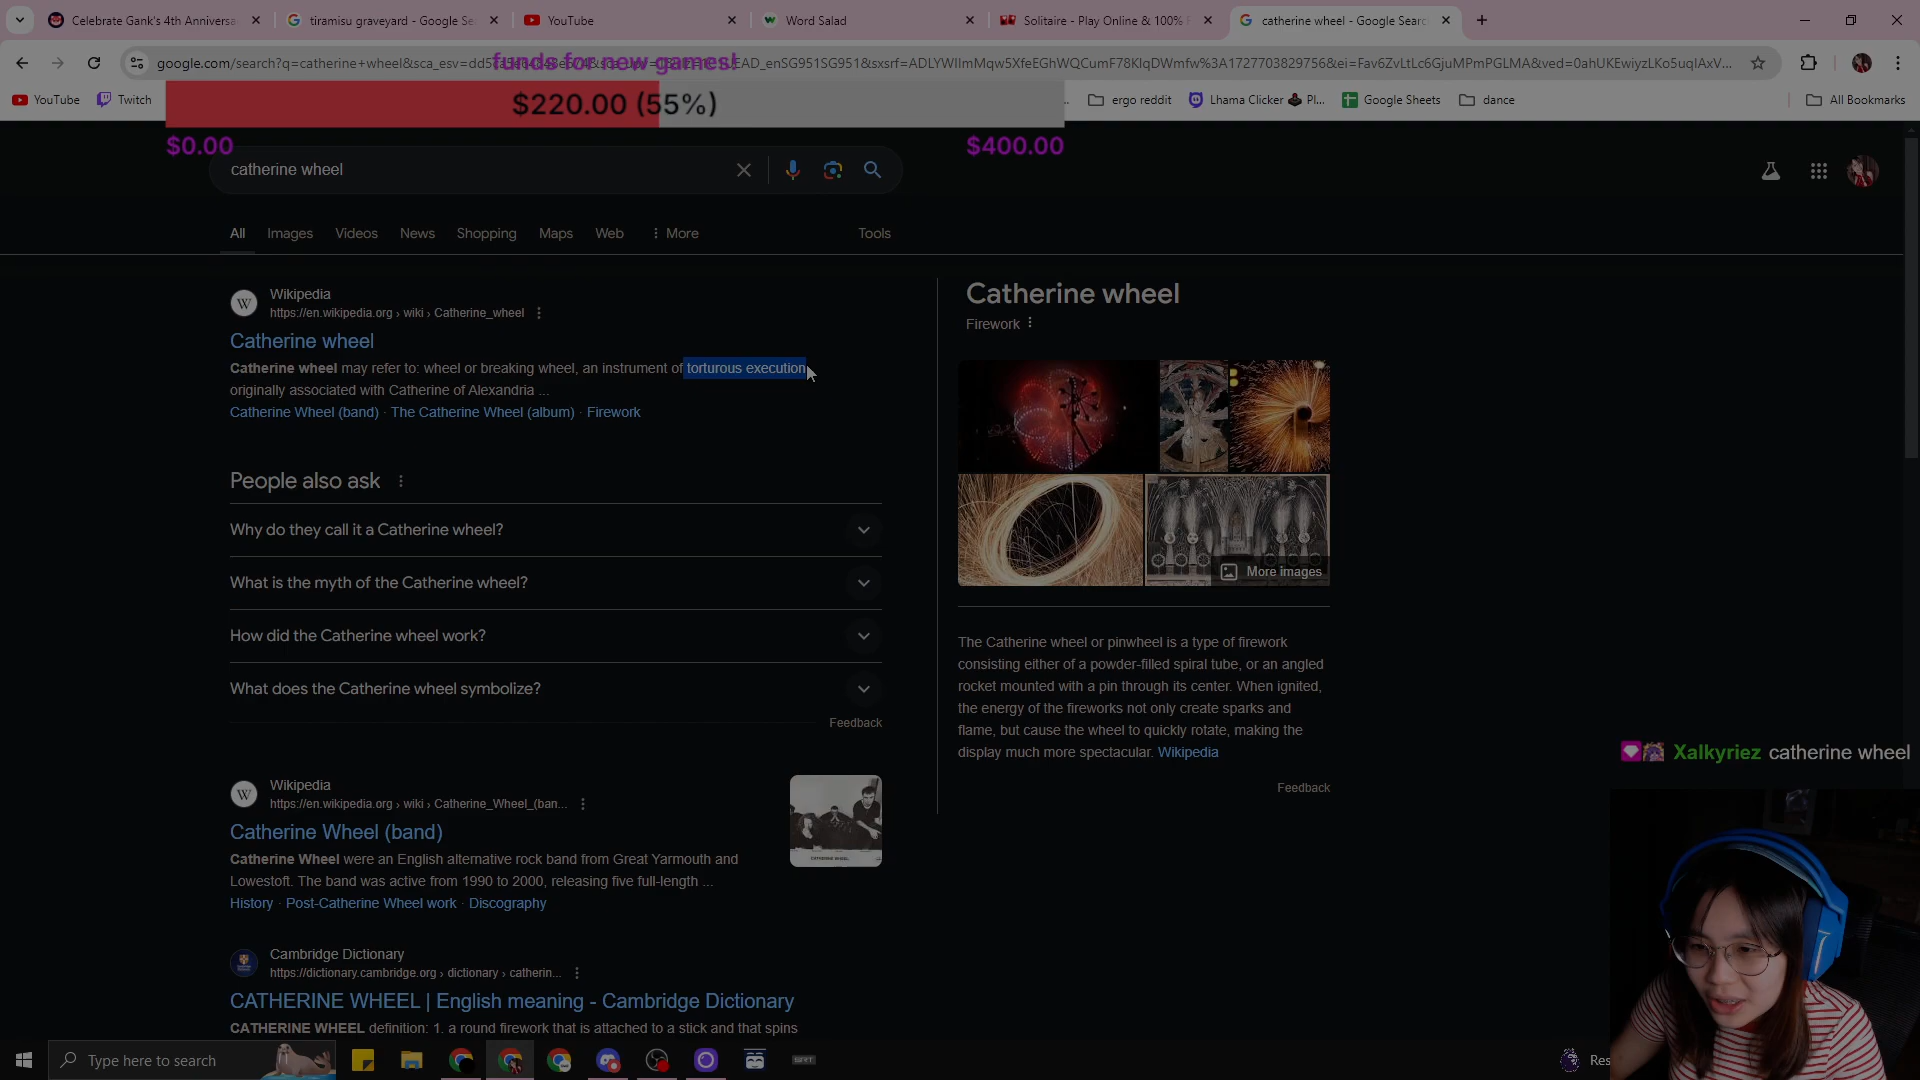 Celebrate Gank's 4th Anniversa
tiramisu graveyard - Google Se
YouTube
Word Salad
Solitaire - Play Online & 100% F
catherine wheel - Google Searc
funds for new games!
YouTube
Twitch
$220.00 (55%)
ergo reddit
Lhama Clicker
Pl...
Google Sheets
dance
All Bookmarks
$0.00
$400.00
catherine wheel
All
Images
Videos
News
Shopping
Maps
Web
More
Tools
Wikipedia
https://en.wikipedia.org › wiki › Catherine_wheel
Catherine wheel
Catherine wheel may refer to: wheel or breaking wheel, an instrument of torturous execution
originally associated with Catherine of Alexandria ...
Catherine Wheel (band) · The Catherine Wheel (album) · Firework
People also ask
Why do they call it a Catherine wheel?
What is the myth of the Catherine wheel?
How did the Catherine wheel work?
What does the Catherine wheel symbolize?
Feedback
Wikipedia
https://en.wikipedia.org › wiki › Catherine_Wheel_(ban...
Catherine Wheel (band)
Catherine Wheel were an English alternative rock band from Great Yarmouth and
Lowestoft. The band was active from 1990 to 2000, releasing five full-length ...
History · Post-Catherine Wheel work · Discography
CATHERINE WHEEL.
Cambridge Dictionary
https://dictionary.cambridge.org › dictionary › catherin...
CATHERINE WHEEL | English meaning - Cambridge Dictionary
CATHERINE WHEEL definition: 1. a round firework that is attached to a stick and that spins
Catherine wheel
Firework
More images
The Catherine wheel or pinwheel is a type of firework
consisting either of a powder-filled spiral tube, or an angled
rocket mounted with a pin through its center. When ignited,
the energy of the fireworks not only create sparks and
flame, but cause the wheel to quickly rotate, making the
display much more spectacular. Wikipedia
Feedback
Xalkyriez catherine wheel
Type here to search
Res